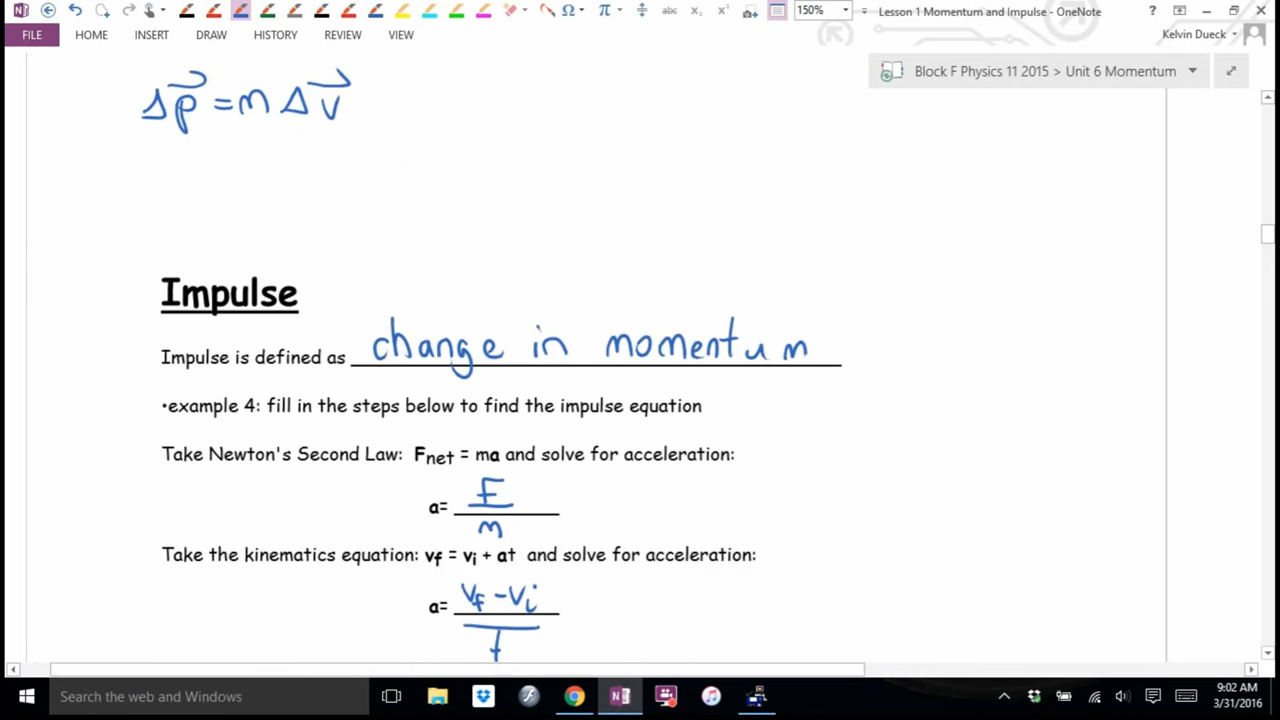 150%
Lesson 1 Momentum and Impulse - OneNote
FILE HOME INSERT DRAW HISTORY REVIEW VIEW
Kelvin Dueck
Block F Physics 11 2015 > Unit 6 Momentum
Δp⃗ = m Δv⃗
Impulse
Impulse is defined as change in momentum
•example 4: fill in the steps below to find the impulse equation
Take Newton's Second Law: Fnet = ma and solve for acceleration:
a= F/m
Take the kinematics equation: vf = vi + at and solve for acceleration:
a= vf - vi / t
Search the web and Windows
9:02 AM
3/31/2016